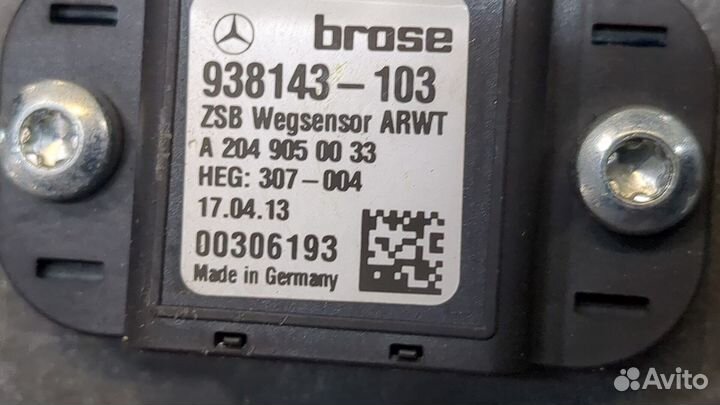 brose
938143-103
ZSB Wegsensor ARWT
A 204 905 00 33
HEG: 307-004
17.04.13
00306193
Made in Germany
Avito